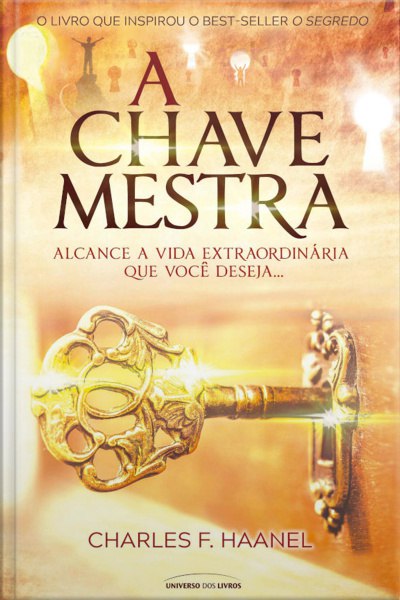 O LIVRO QUE INSPIROU O BEST-SELLER O SEGREDO
A
CHAVE
MESTRA
ALCANCE A VIDA EXTRAORDINÁRIA
QUE VOCÊ DESEJA...
CHARLES F. HAANEL
UNIVERSO DOS LIVROS